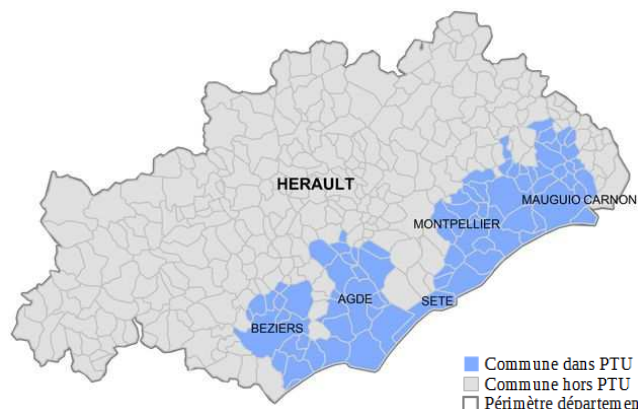 HERAULT
MAUGUIO CARNON
MONTPELLIER
AGDE
SETE
BEZIERS
Commune dans PTU
Commune hors PTU
Périmètre départemen